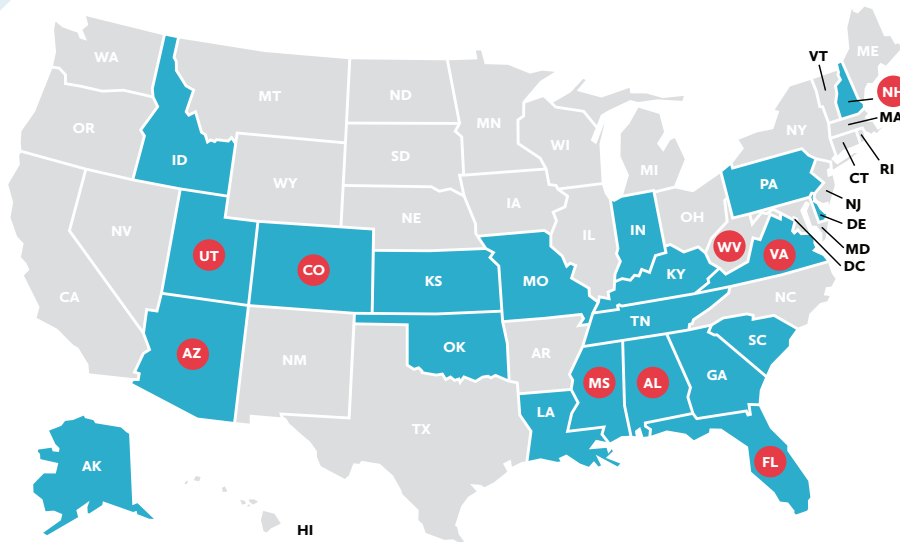 WA
OR
CA
NV
ID
MT
WY
UT
CO
AZ
NM
ND
SD
NE
KS
OK
TX
MN
IA
MO
AR
LA
WI
IL
MI
IN
OH
KY
TN
MS
AL
GA
FL
SC
NC
VA
WV
PA
NY
VT
ME
NH
MA
RI
CT
NJ
DE
MD
DC
AK
HI